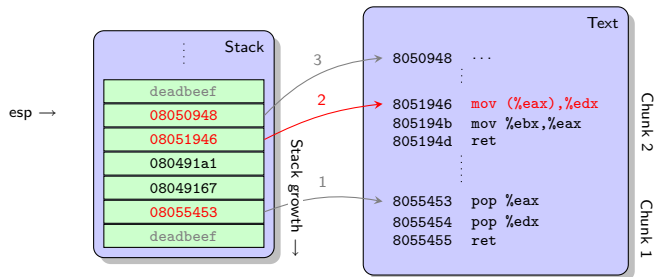 Stack
deadbeef
08050948
08051946
080491a1
08049167
08055453
deadbeef
esp →
Stack growth →
3
2
1
Text
8050948 ...
8051946 mov (%eax),%edx
805194b mov %ebx,%eax
805194d ret
8055453 pop %eax
8055454 pop %edx
8055455 ret
Chunk 2
Chunk 1